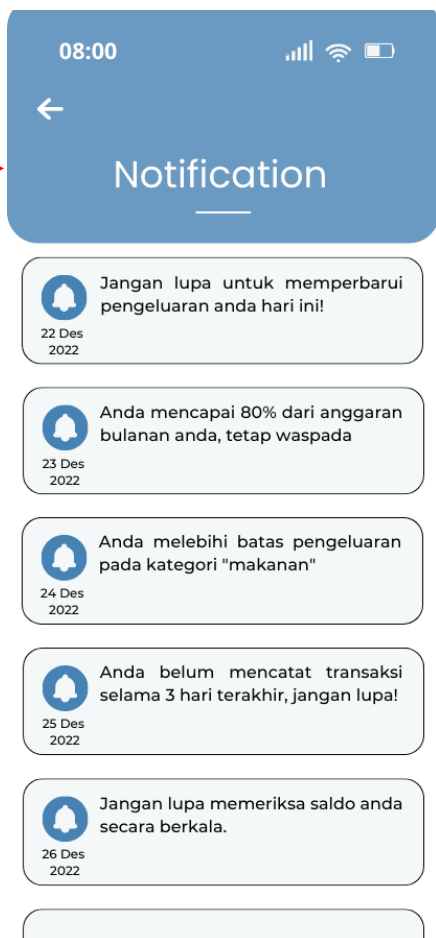 08:00
Notification
Jangan lupa untuk memperbarui
pengeluaran anda hari ini!
22 Des
2022
Anda mencapai 80% dari anggaran
bulanan anda, tetap waspada
23 Des
2022
Anda melebihi batas pengeluaran
pada kategori "makanan"
24 Des
2022
Anda belum mencatat transaksi
selama 3 hari terakhir, jangan lupa!
25 Des
2022
Jangan lupa memeriksa saldo anda
secara berkala.
26 Des
2022